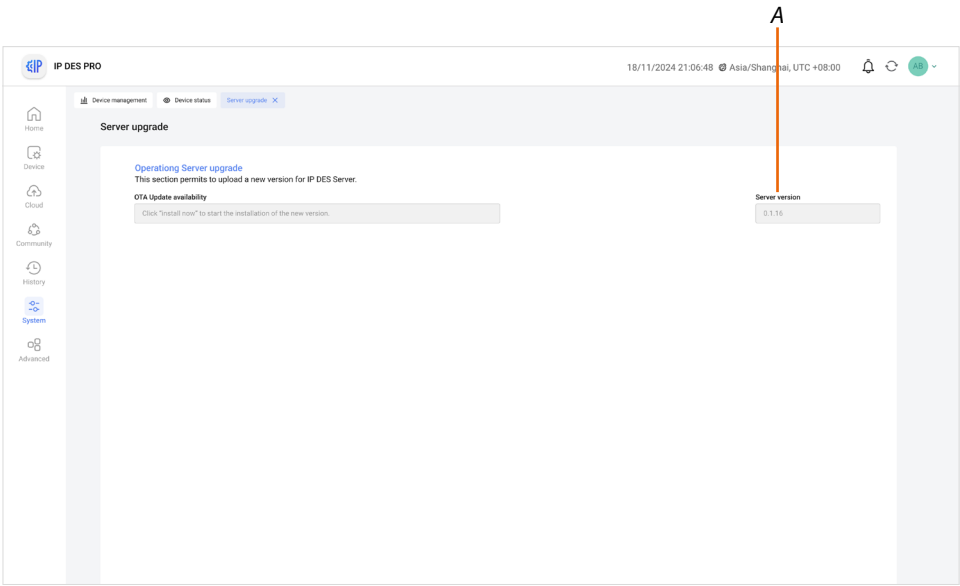 A
IP
IP DES PRO
18/11/2024 21:06:48 Asia/Shanghai, UTC +08:00
AB
Device management Device status Server upgrade
Home
Server upgrade
Device
Operationg Server upgrade
This section permits to upload a new version for IP DES Server.
OTA Update availability
Server version
Click "install now" to start the installation of the new version.
0.1.16
Cloud
Community
History
System
Advanced